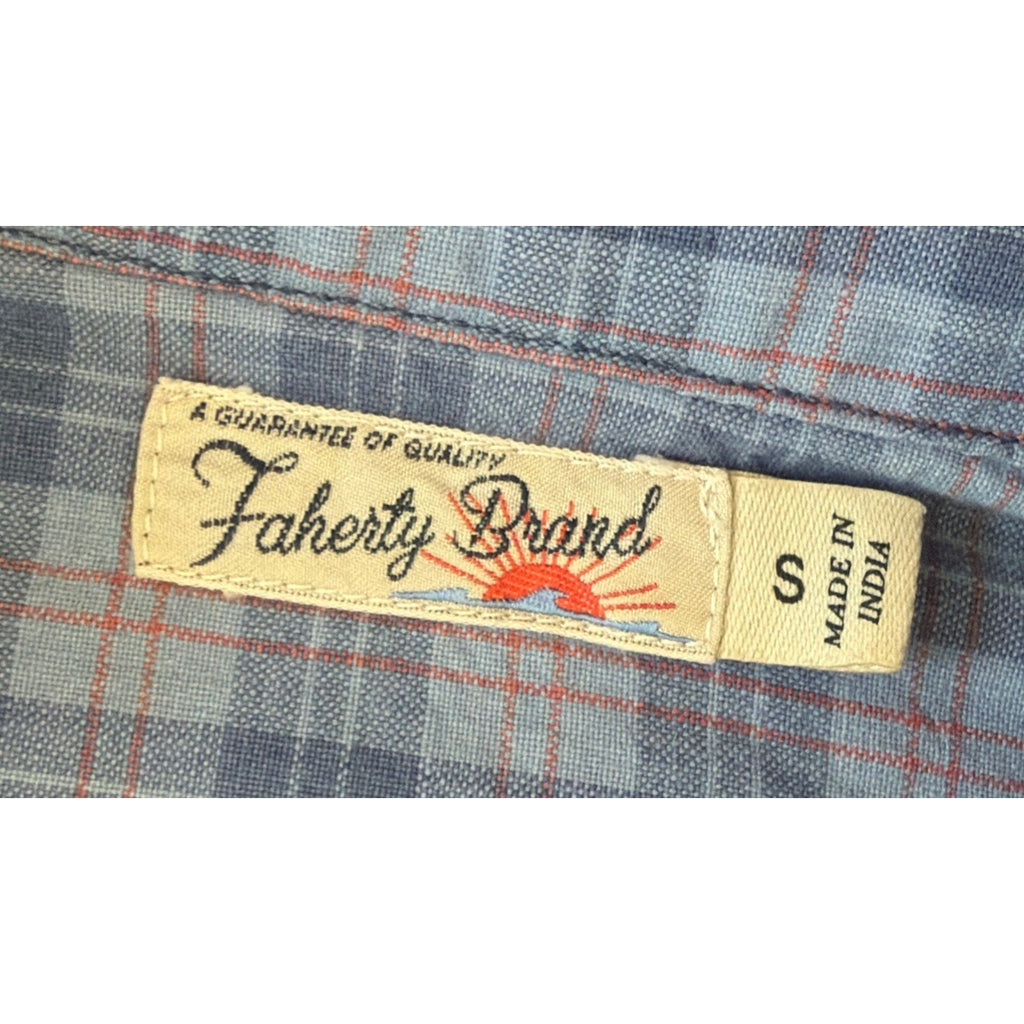 A GUARANTEE OF QUALITY
Faherty Brand
S
MADE IN
INDIA